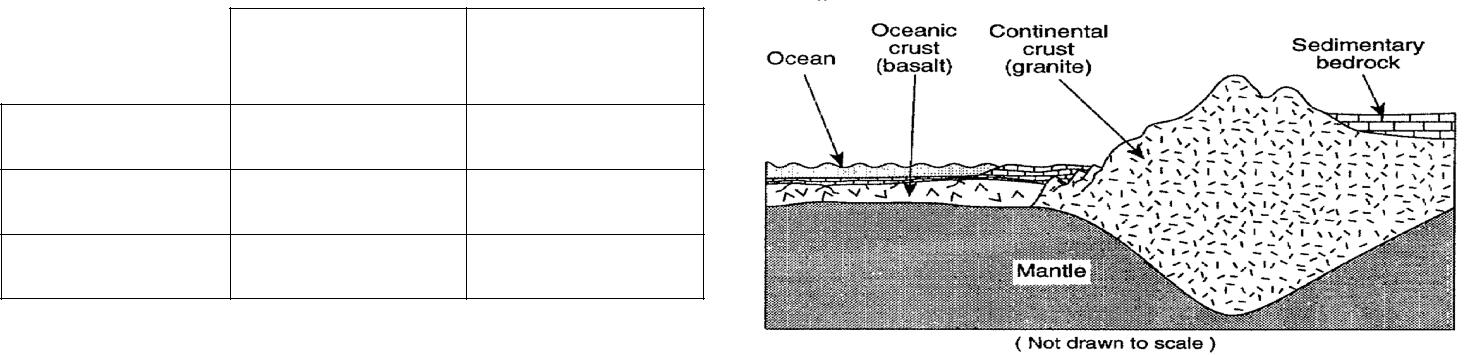 Ocean
Oceanic
crust
(basalt)
Continental
crust
(granite)
Sedimentary
bedrock
Mantle
( Not drawn to scale )